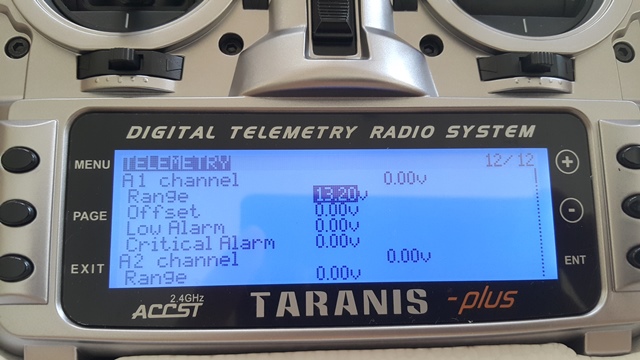 DIGITAL TELEMETRY RADIO SYSTEM
MENU
PAGE
EXIT
TELEMETRY 12/12
A1 channel 0.00v
Range 13.20v
Offset 0.00v
Low Alarm 0.00v
Critical Alarm 0.00v
A2 channel 0.00v
Range 0.00v
+
-
ENT
2.4GHz
ACCST
TARANIS -plus